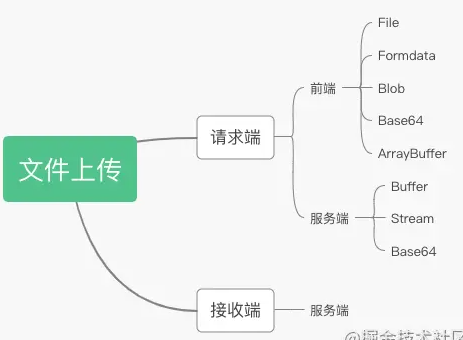 文件上传
请求端
前端
File
Formdata
Blob
Base64
ArrayBuffer
服务端
Buffer
Stream
Base64
接收端
服务端
@掘金技术社区